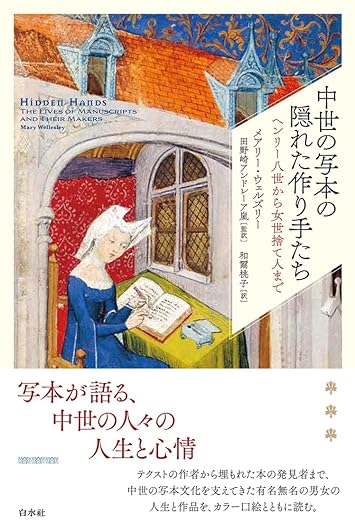 HIDDEN HANDS
THE LIVES OF MANUSCRIPTS
AND THEIR MAKERS
Mary Wellesley
中世の写本の
隠れた作り手たち
ヘンリー八世から女世捨て人まで
メアリー・ウェルズリー
田野崎アンドレーア嵐[監訳] 和爾桃子[訳]
写本が語る、
中世の人々の
人生と心情
テクストの作者から埋もれた本の発見者まで、
中世の写本文化を支えてきた有名無名の男女の
人生と作品を、カラー口絵とともに読む。
白水社